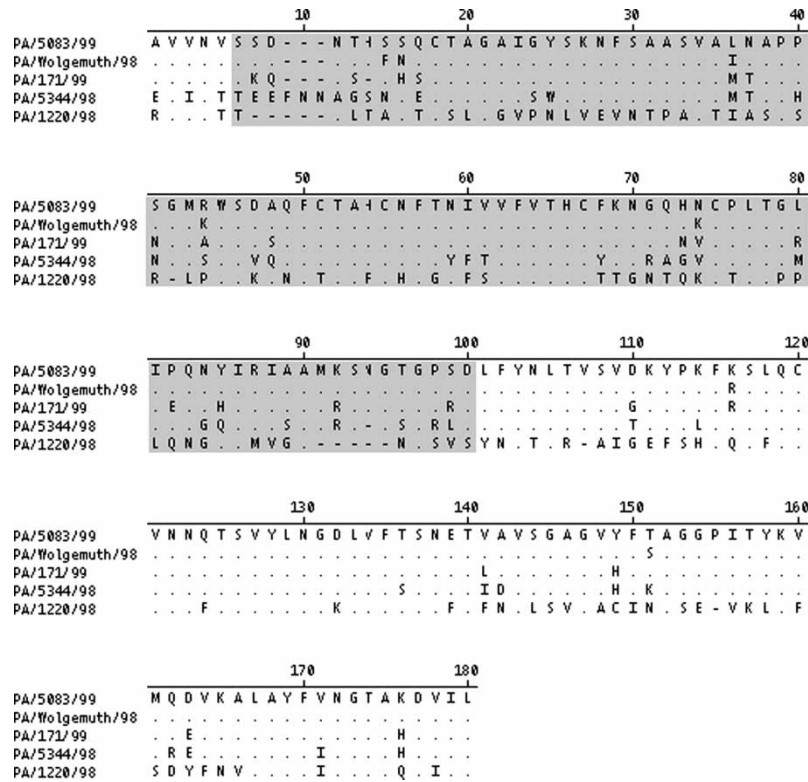 10 20 30 40
PA/5083/99 A V V N V S S D - - - N T H S S Q C T A G A I G Y S K N F S A A S V A L N A P P
PA/Wolgemuth/98 . . . . . . . . - - - . . . F N . . . . . . . . . . . . . . . . . . . I . . . .
PA/171/99 . . . . . . K Q - - - . S - . H S . . . . . . . . . . . . . . . . . . M T . . .
PA/5344/98 E . I . T T E E F N N A G S N . E . . . . . . S W . . . . . . . . . . M T . . H
PA/1220/98 R . . . T T - - - - - . L T A . T . S L . G V P N L V E V N T P A . T I A S . S
50 60 70 80
PA/5083/99 S G M R W S D A Q F C T A H C N F T N I V V F V T H C F K N G Q H N C P L T G L
PA/Wolgemuth/98 . . . K . . . . . . . . . . . . . . . . . . . . . . . . . . . . . K . . . . . .
PA/171/99 N . . A . . . S . . . . . . . . . . . . . . . . . . . . . . . . N V . . . . . R
PA/5344/98 N . . S . . V Q . . . . . . . . . . Y F T . . . . . . Y . . R A G V . . . . . M
PA/1220/98 R - L P . . K . N . T . . F . H . G . F S . . . . . . T T G N T Q K . T . . P P
90 100 110 120
PA/5083/99 I P Q N Y I R I A A M K S N G T G P S D L F Y N L T V S V D K Y P K F K S L Q C
PA/Wolgemuth/98 . . . . . . . . . . . . . . . . . . . . . . . . . . . . . . . . . . . R . . . .
PA/171/99 . E . . H . . . . . . R . . . . . . R . . . . . . . . . . G . . . . . R . . . .
PA/5344/98 . . . G Q . . . S . . R . - . S . R L . . . . . . . . . . T . . . L . . . . . .
PA/1220/98 L Q N G . . M V G . - - - - - N . S V S Y N . T . R - A I G E F S H . Q . F . .
130 140 150 160
PA/5083/99 V N N Q T S V Y L N G D L V F T S N E T V A V S G A G V Y F T A G G P I T Y K V
PA/Wolgemuth/98 . . . . . . . . . . . . . . . . . . . . . . . . . . . . . . S . . . . . . . . .
PA/171/99 . . . . . . . . . . . . . . . . . . . . L . . . . . . . H . . . . . . . . . . .
PA/5344/98 . . . . . . . . . . . . . . . S . . . . I D . . . . . . H . K . . . . . . . . .
PA/1220/98 . . . F . . . . . . . K . . . . . . F . F N . L S V . A C I N . S E - V K L . F
170 180
PA/5083/99 M Q D V K A L A Y F V N G T A K D V I L
PA/Wolgemuth/98 . . . . . . . . . . . . . . . . . . . .
PA/171/99 . . E . . . . . . . . . . . . H . . . .
PA/5344/98 . R E . . . . . . . I . . . . H . . . .
PA/1220/98 S D Y F N V . . . . I . . . . Q . I . .